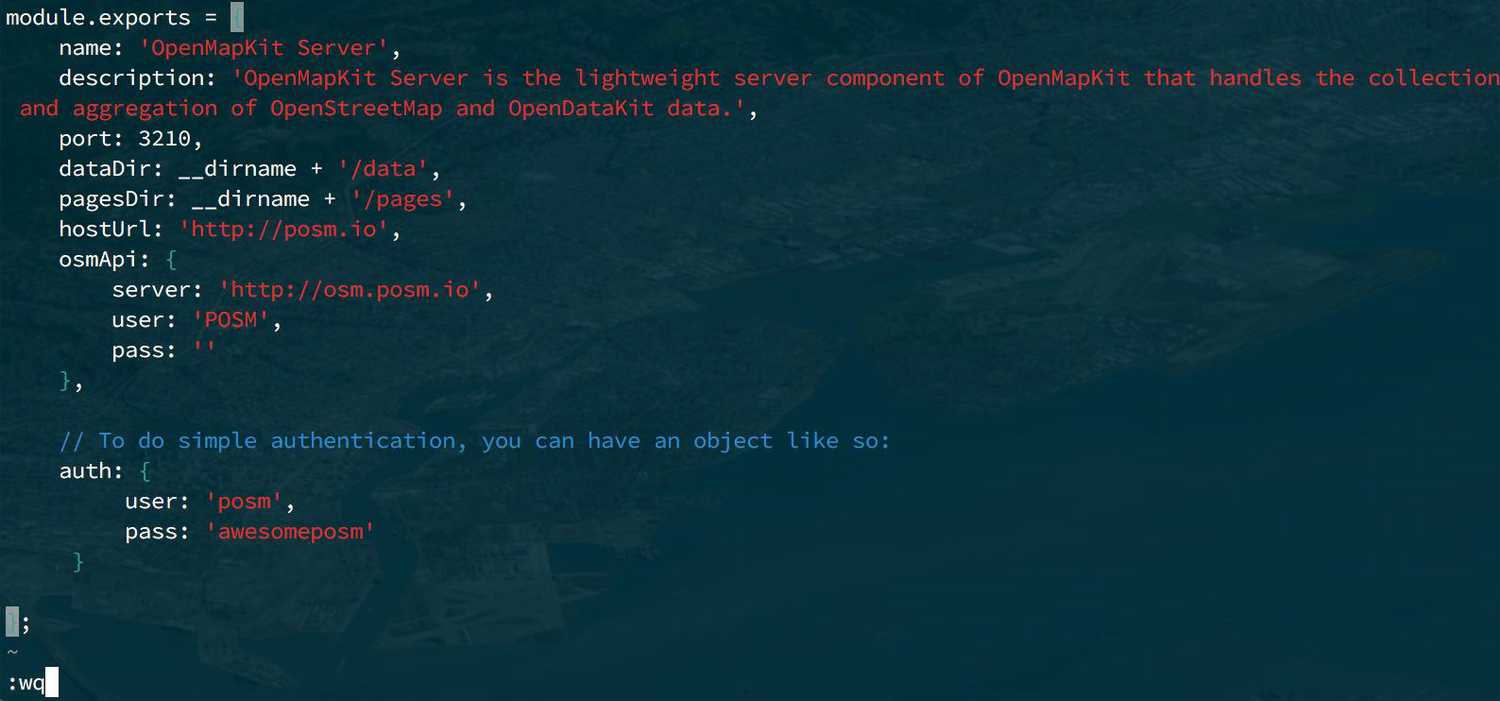 module.exports = {
    name: 'OpenMapKit Server',
    description: 'OpenMapKit Server is the lightweight server component of OpenMapKit that handles the collection
 and aggregation of OpenStreetMap and OpenDataKit data.',
    port: 3210,
    dataDir: __dirname + '/data',
    pagesDir: __dirname + '/pages',
    hostUrl: 'http://posm.io',
    osmApi: {
        server: 'http://osm.posm.io',
        user: 'POSM',
        pass: ''
    },
    // To do simple authentication, you can have an object like so:
    auth: {
         user: 'posm',
         pass: 'awesomeposm'
     }
};
~
:wq